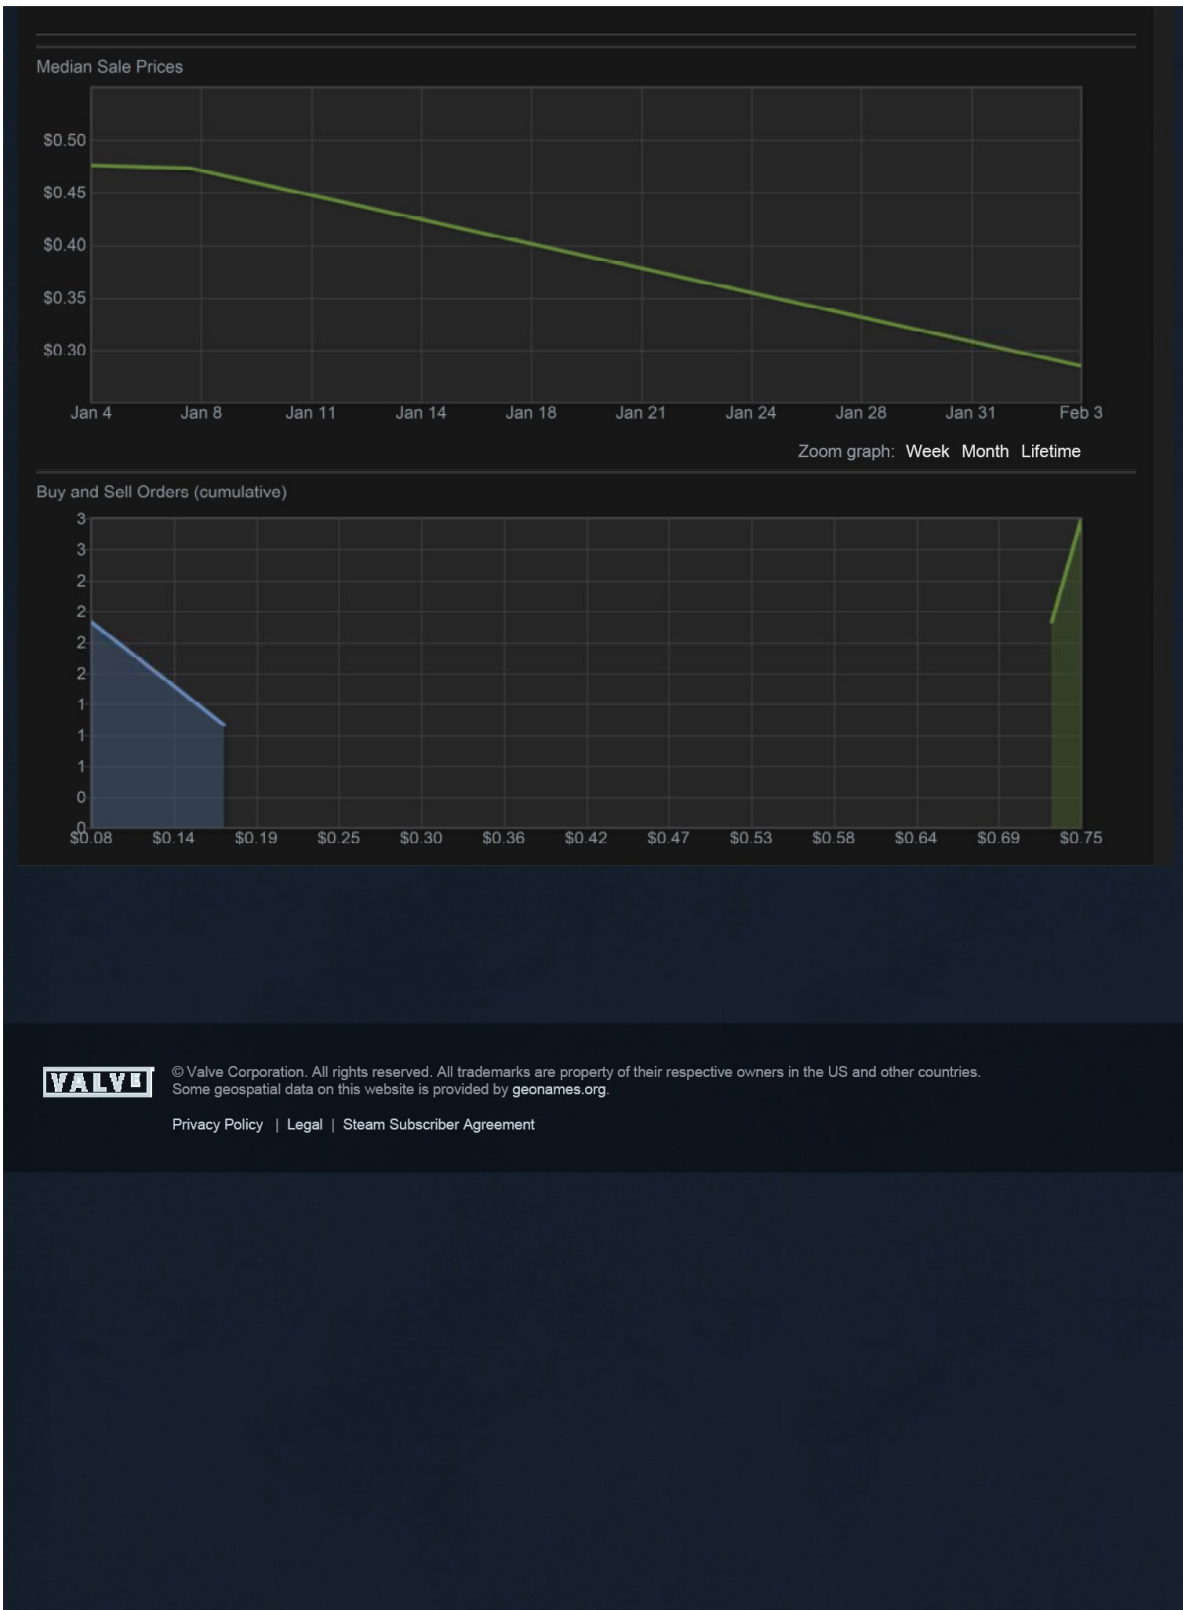 Median Sale Prices
$0.50
$0.45
$0.40
$0.35
$0.30
Jan 4 Jan 8 Jan 11 Jan 14 Jan 18 Jan 21 Jan 24 Jan 28 Jan 31 Feb 3
Zoom graph: Week Month Lifetime
Buy and Sell Orders (cumulative)
3
3
2
2
2
2
1
1
1
0
0
$0.08 $0.14 $0.19 $0.25 $0.30 $0.36 $0.42 $0.47 $0.53 $0.58 $0.64 $0.69 $0.75
VALVE
© Valve Corporation. All rights reserved. All trademarks are property of their respective owners in the US and other countries.
Some geospatial data on this website is provided by geonames.org.
Privacy Policy | Legal | Steam Subscriber Agreement